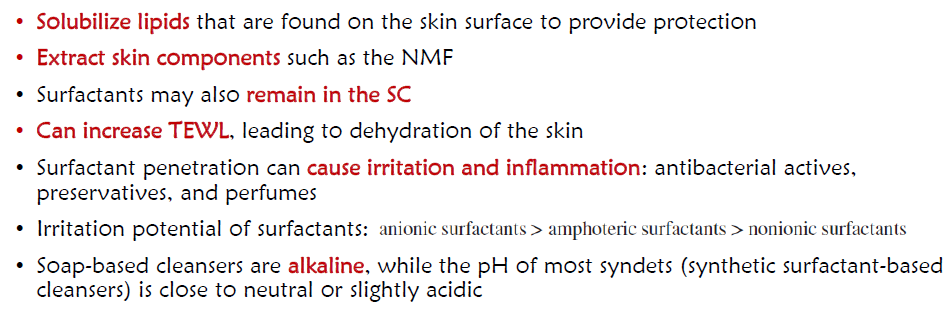 • Solubilize lipids that are found on the skin surface to provide protection
• Extract skin components such as the NMF
• Surfactants may also remain in the SC
• Can increase TEWL, leading to dehydration of the skin
• Surfactant penetration can cause irritation and inflammation: antibacterial actives,
preservatives, and perfumes
• Irritation potential of surfactants: anionic surfactants > amphoteric surfactants > nonionic surfactants
• Soap-based cleansers are alkaline, while the pH of most syndets (synthetic surfactant-based
cleansers) is close to neutral or slightly acidic